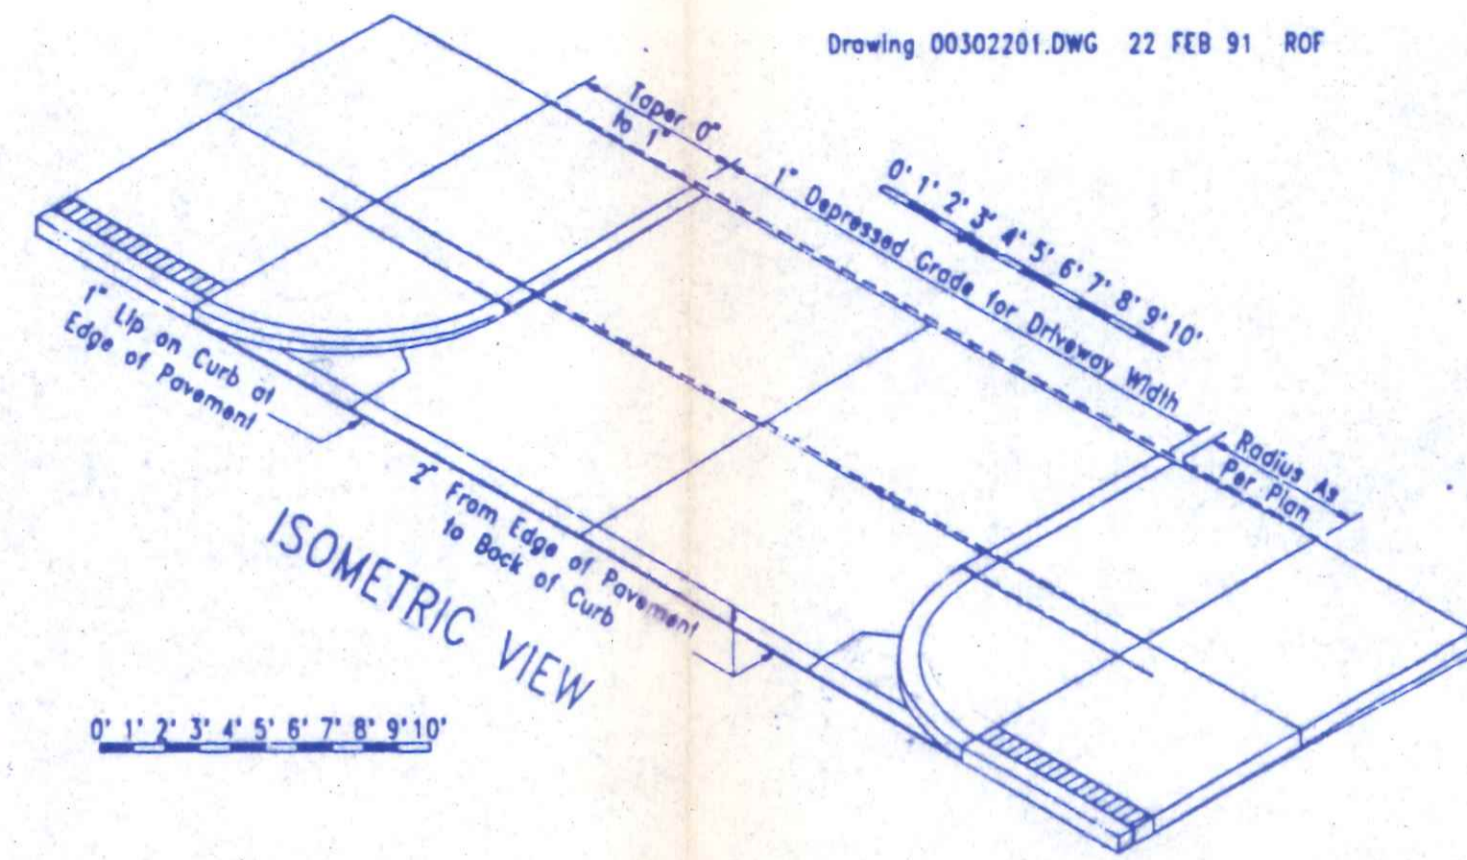 Drawing 00302201.DWG 22 FEB 91 ROF
Taper 0"
to 1"
1" Depressed Grade for Driveway Width
0' 1' 2' 3' 4' 5' 6' 7' 8' 9' 10'
Radius As
Per Plan
1" Lip on Curb at
Edge of Pavement
2" From Edge of Pavement
to Back of Curb
ISOMETRIC VIEW
0' 1' 2' 3' 4' 5' 6' 7' 8' 9' 10'